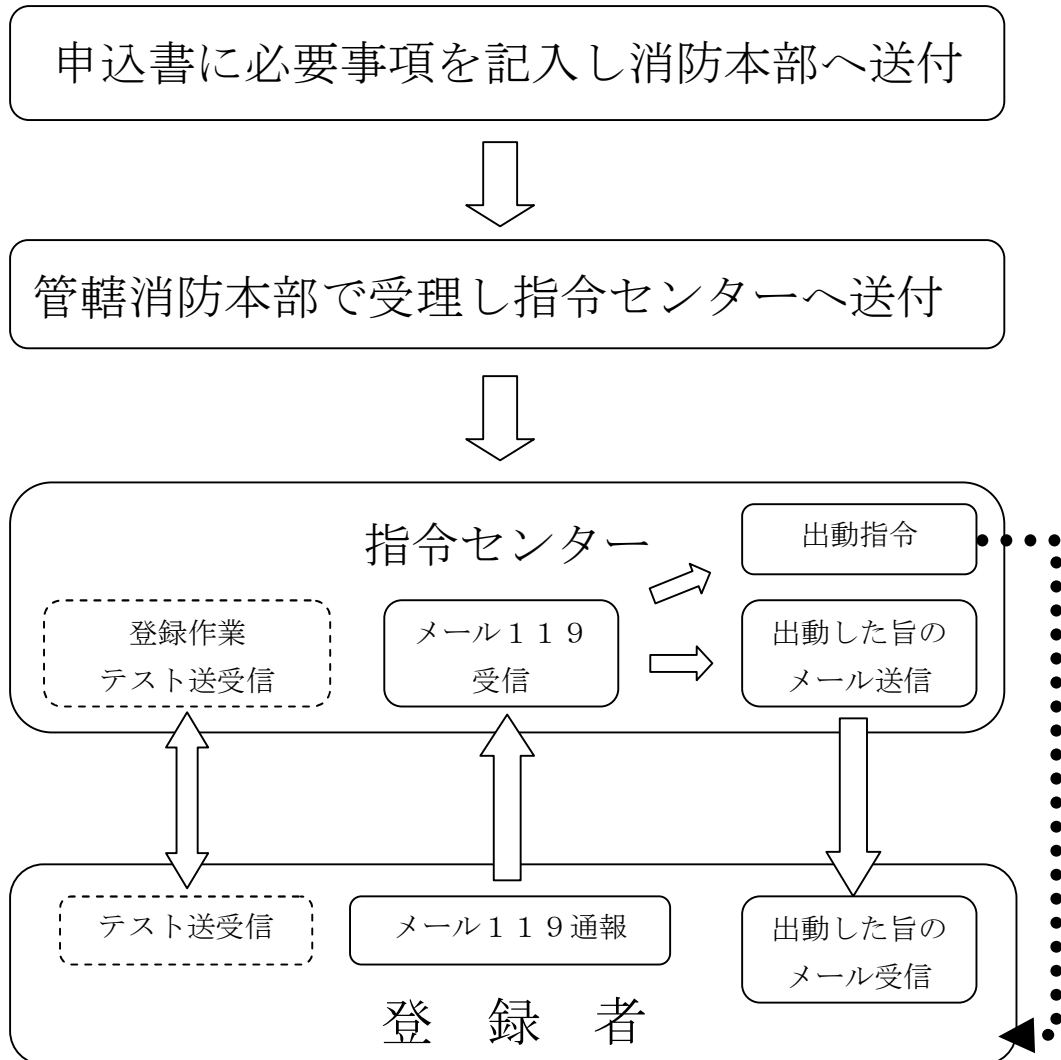 申込書に必要事項を記入し消防本部へ送付
管轄消防本部で受理し指令センターへ送付
指令センター
出動指令
登録作業
テスト送受信
メール１１９
受信
出動した旨の
メール送信
テスト送受信
メール１１９通報
出動した旨の
メール受信
登　録　者